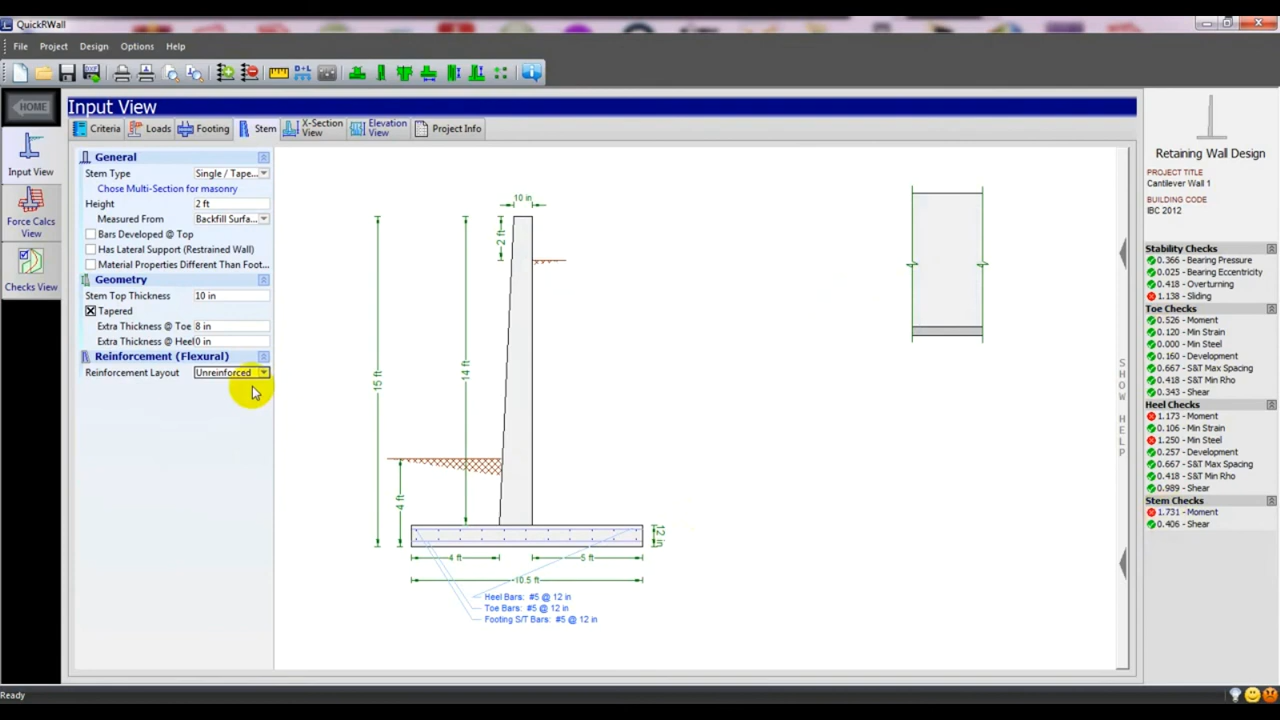 QuickRWall
File Project Design Options Help
HOME
Input View
Force Calcs
View
Checks View
Input View
Criteria Loads Footing Stem X-Section View Elevation View Project Info
General
Stem Type Single / Tape...
Chose Multi-Section for masonry
Height 2 ft
Measured From Backfill Surfa...
Bars Developed @ Top
Has Lateral Support (Restrained Wall)
Material Properties Different Than Foot...
Geometry
Stem Top Thickness 10 in
Tapered
Extra Thickness @ Toe 8 in
Extra Thickness @ Heel 0 in
Reinforcement (Flexural)
Reinforcement Layout Unreinforced
10 in
2 ft
15 ft
14 ft
4 ft
12 in
4 ft
5 ft
10.5 ft
Heel Bars: #5 @ 12 in
Toe Bars: #5 @ 12 in
Footing S/T Bars: #5 @ 12 in
SHOW HELP
Retaining Wall Design
PROJECT TITLE
Cantilever Wall 1
BUILDING CODE
IBC 2012
Stability Checks
0.366 - Bearing Pressure
0.025 - Bearing Eccentricity
0.418 - Overturning
1.138 - Sliding
Toe Checks
0.526 - Moment
0.120 - Min Strain
0.000 - Min Steel
0.160 - Development
0.667 - S&T Max Spacing
0.418 - S&T Min Rho
0.343 - Shear
Heel Checks
1.173 - Moment
0.106 - Min Strain
1.250 - Min Steel
0.257 - Development
0.667 - S&T Max Spacing
0.418 - S&T Min Rho
0.989 - Shear
Stem Checks
1.731 - Moment
0.406 - Shear
Ready